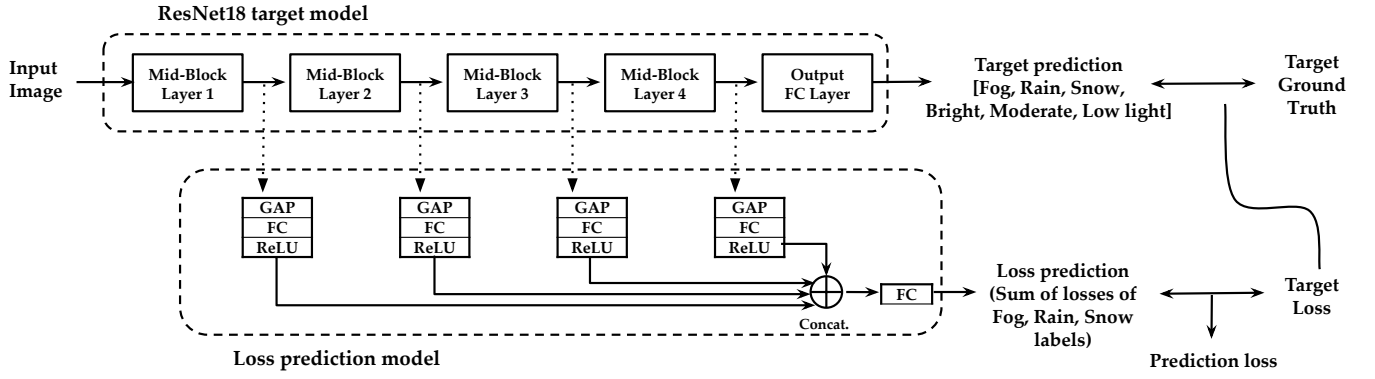 ResNet18 target model
Input
Image
Mid-Block
Layer 1
Mid-Block
Layer 2
Mid-Block
Layer 3
Mid-Block
Layer 4
Output
FC Layer
Target prediction
[Fog, Rain, Snow,
Bright, Moderate, Low light]
Target
Ground
Truth
GAP
FC
ReLU
GAP
FC
ReLU
GAP
FC
ReLU
GAP
FC
ReLU
Concat.
FC
Loss prediction
(Sum of losses of
Fog, Rain, Snow
labels)
Target
Loss
Prediction loss
Loss prediction model